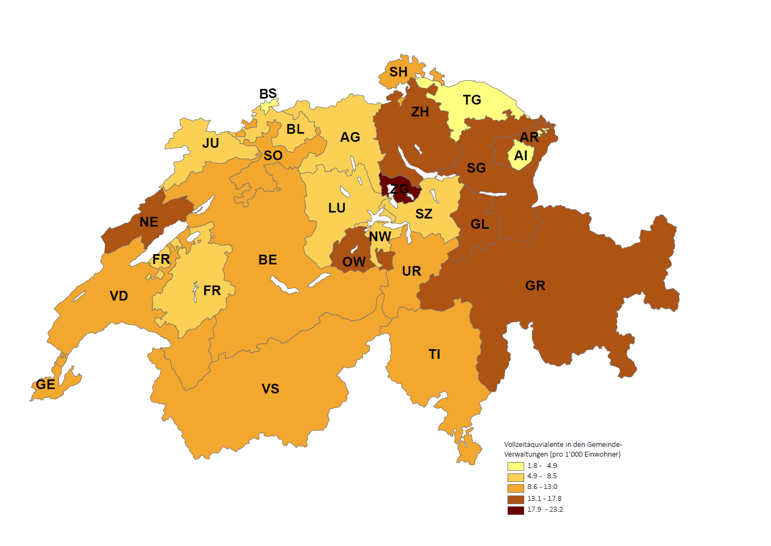 SH
BS
TG
ZH
BL
AR
JU
AG
AI
SO
SG
ZG
LU
SZ
NE
GL
NW
FR
BE
OW
UR
GR
FR
VD
TI
GE
VS
Vollzeitäquvialente in den Gemeinde-
Verwaltungen (pro 1'000 Einwohner)
1.8 - 4.9
4.9 - 8.5
8.6 - 13.0
13.1 - 17.8
17.9 - 23.2